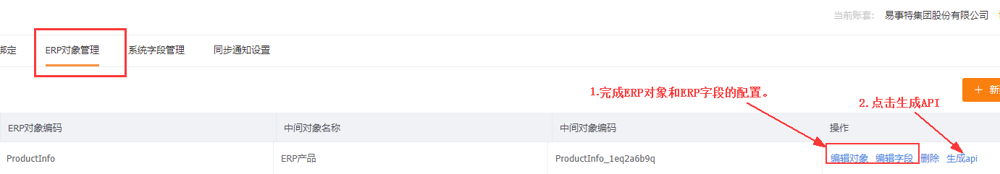 当前账套: 易事特集团股份有限公司
绑定 ERP对象管理 系统字段管理 同步通知设置
1.完成ERP对象和ERP字段的配置。
+ 新
2.点击生成API
ERP对象编码 中间对象名称 中间对象编码 操作
ProductInfo ERP产品 ProductInfo_1eq2a6b9q 编辑对象 编辑字段 删除 生成api